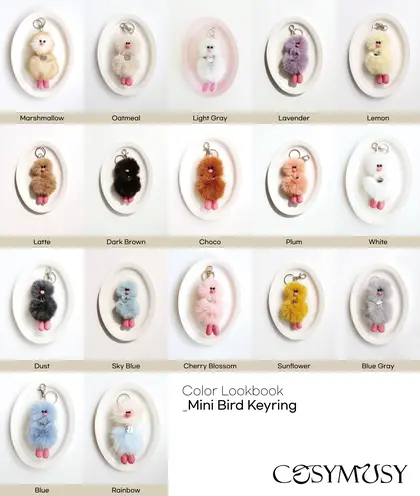 Marshmallow
Oatmeal
Light Gray
Lavender
Lemon
Latte
Dark Brown
Choco
Plum
White
Dust
Sky Blue
Cherry Blossom
Sunflower
Blue Gray
Blue
Rainbow
Color Lookbook
_Mini Bird Keyring
COSYMUSY